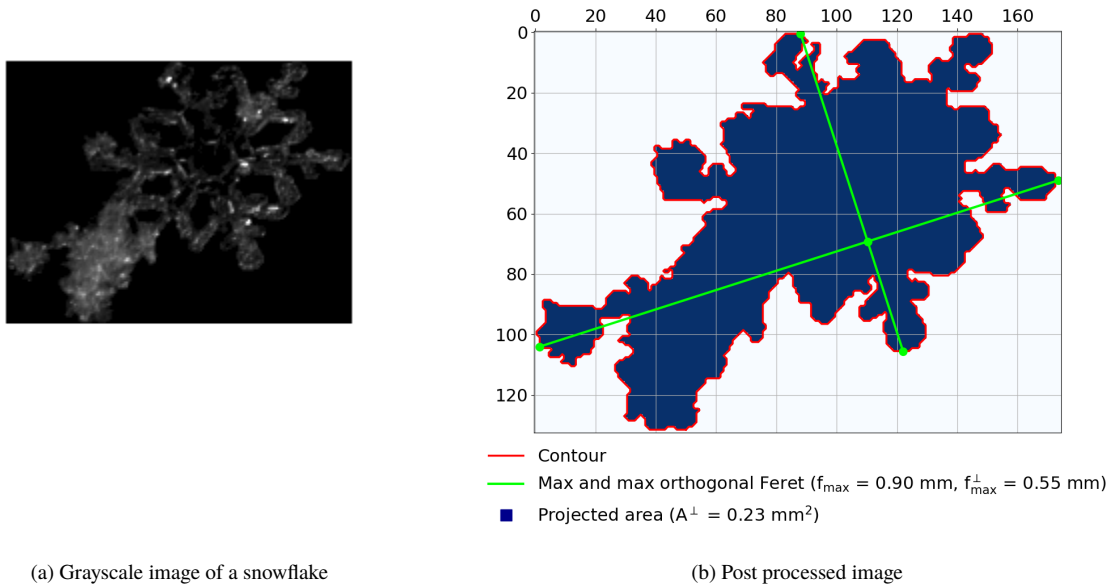 0 20 40 60 80 100 120 140 160
0
20
40
60
80
100
120
Contour
Max and max orthogonal Feret (f_max = 0.90 mm, f^⊥_max = 0.55 mm)
Projected area (A^⊥ = 0.23 mm²)
(a) Grayscale image of a snowflake
(b) Post processed image